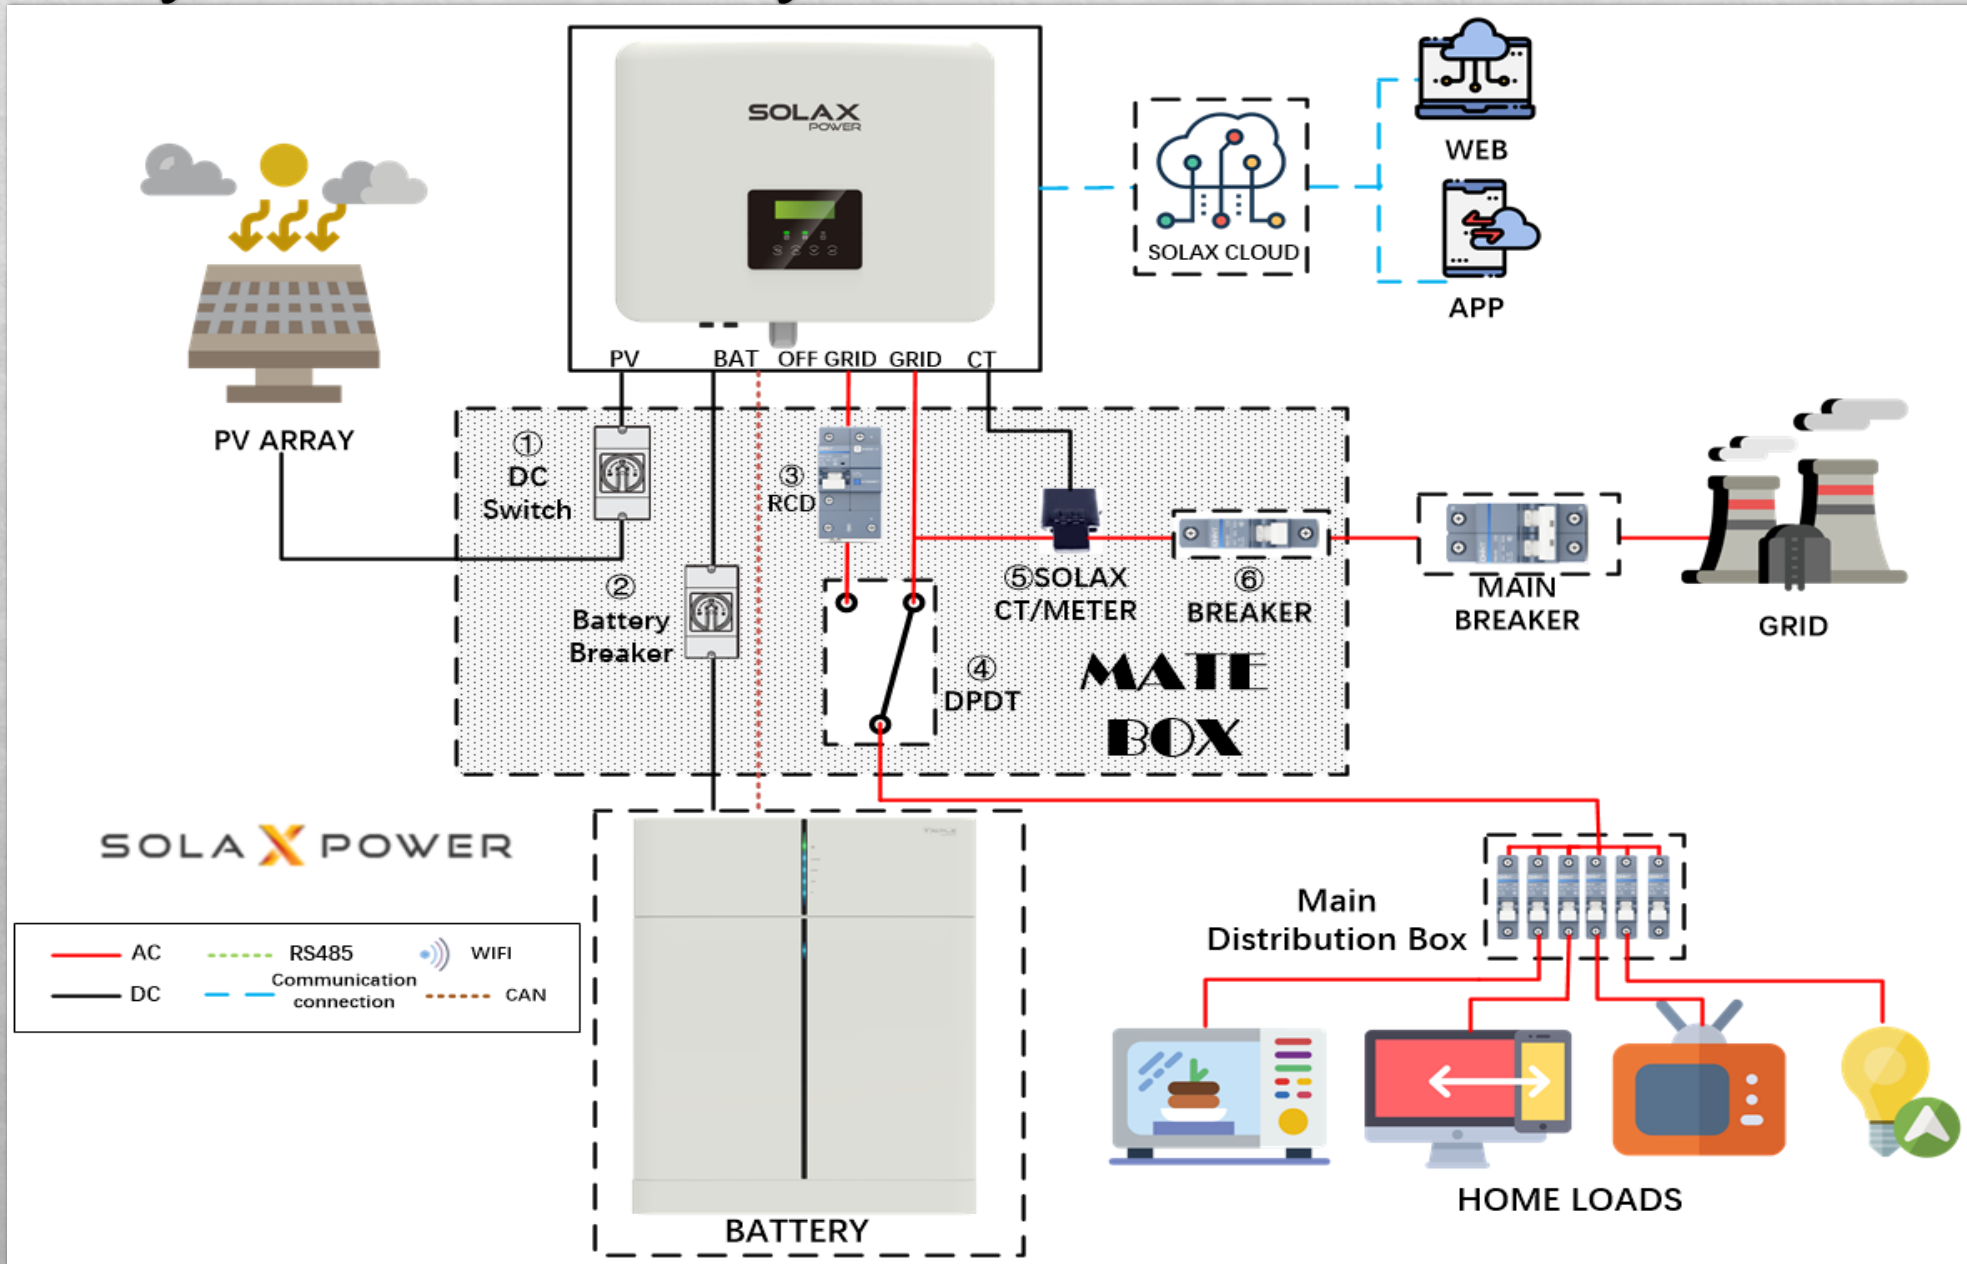 SOLAX
POWER
PV
BAT
OFF GRID
GRID
CT
SOLAX CLOUD
WEB
APP
PV ARRAY
①
DC
Switch
②
Battery
Breaker
③
RCD
④
DPDT
⑤SOLAX
CT/METER
⑥
BREAKER
MATE
BOX
MAIN
BREAKER
GRID
SOLAX POWER
AC
RS485
WIFI
DC
Communication
connection
CAN
BATTERY
Main
Distribution Box
HOME LOADS